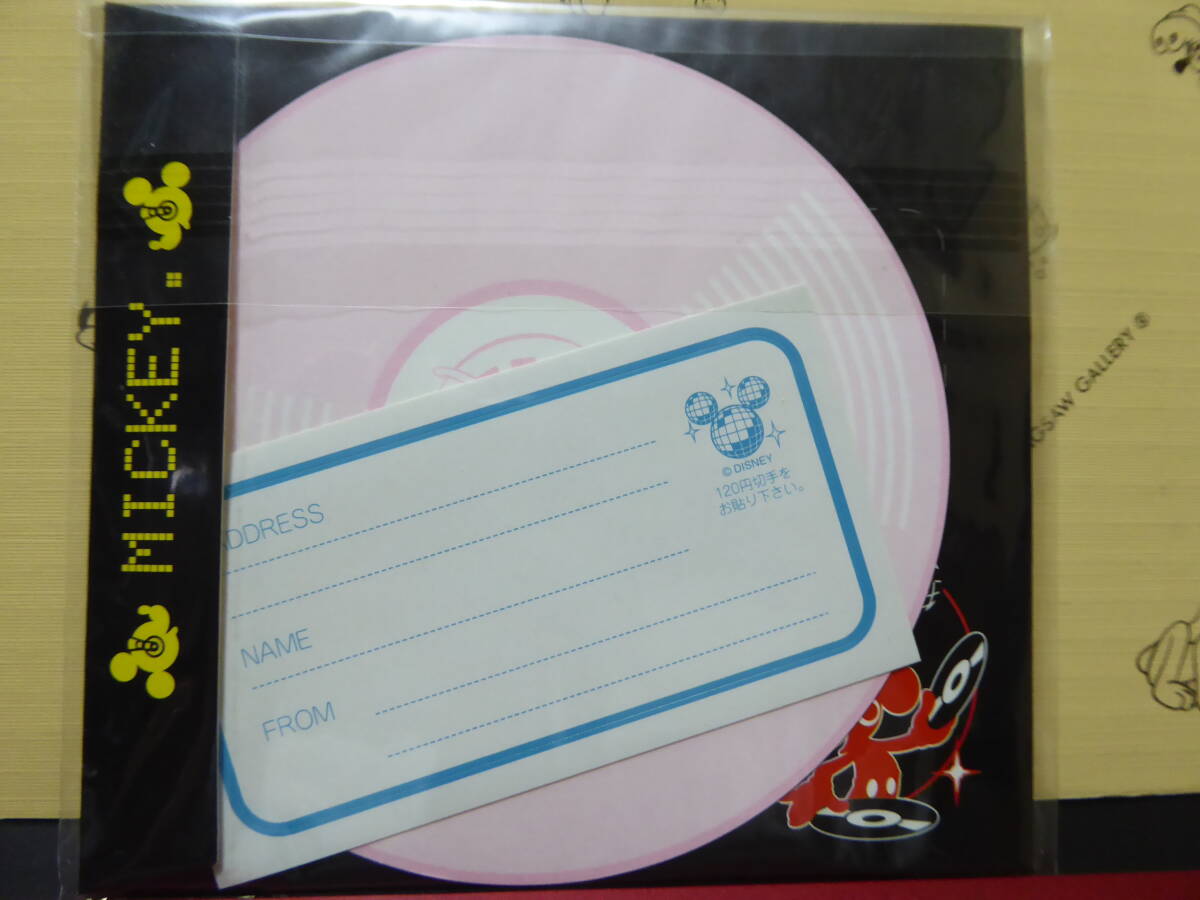 MICKEY.
ADDRESS
NAME
FROM
© DISNEY
120円切手を
お貼り下さい。
JIGSAW GALLERY ®